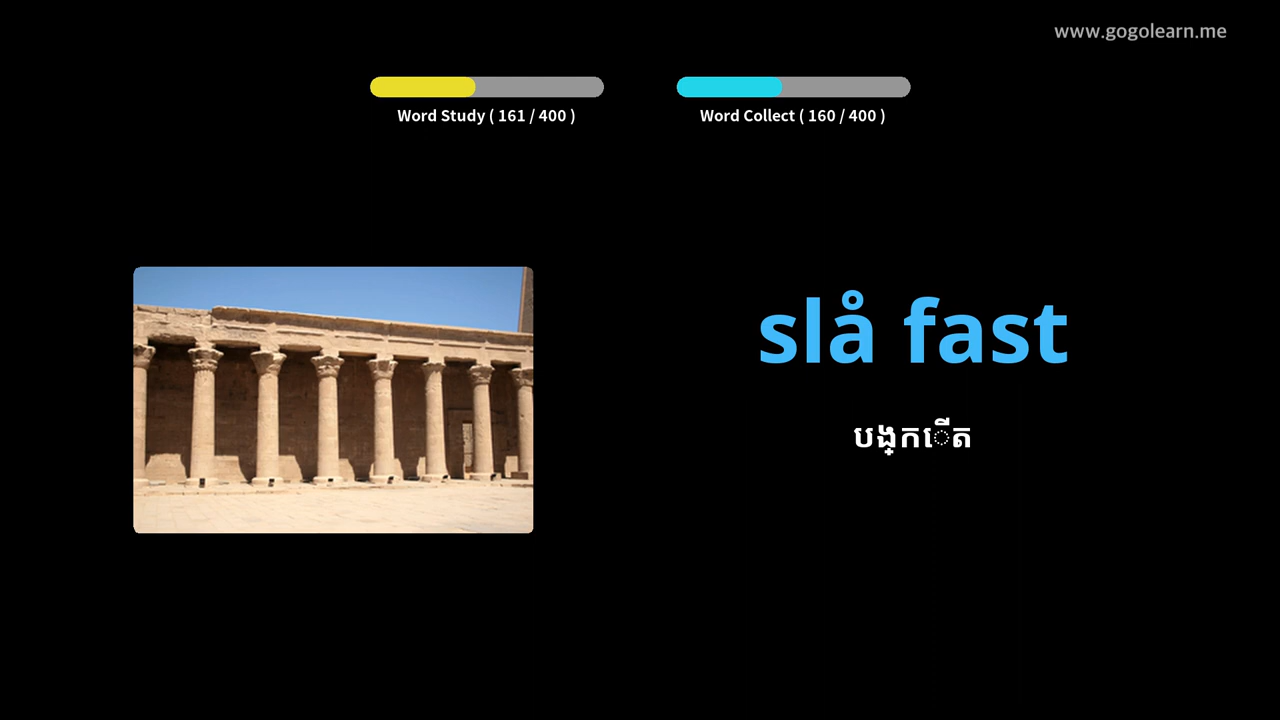 www.gogolearn.me
Word Study ( 161 / 400 )
Word Collect ( 160 / 400 )
slå fast
បង្កើត